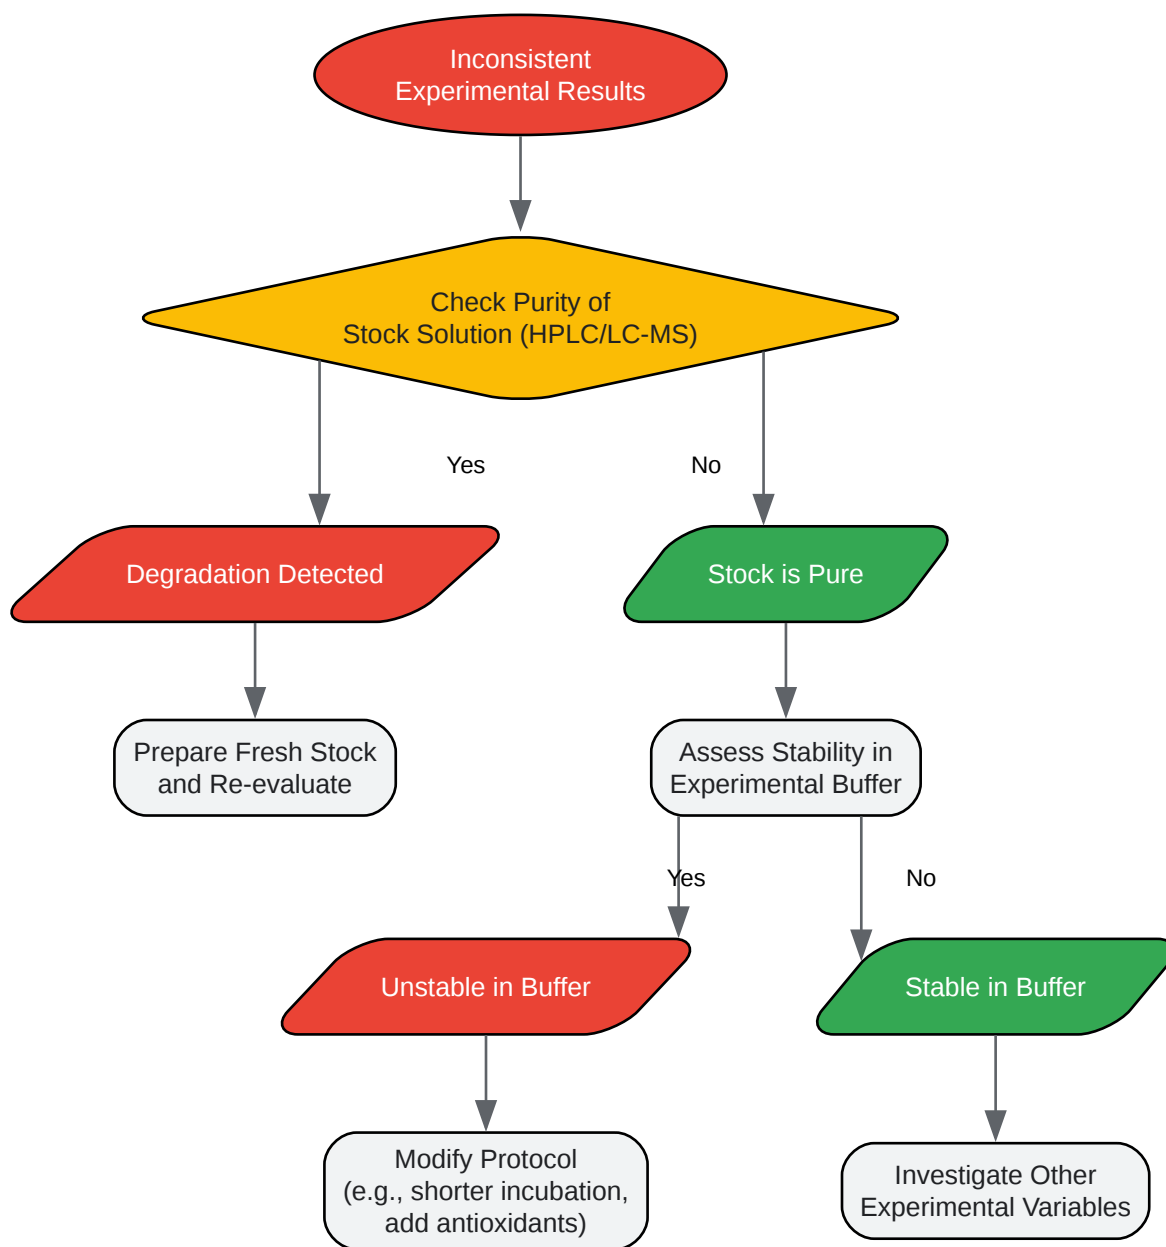 Inconsistent
Experimental Results
Check Purity of
Stock Solution (HPLC/LC-MS)
Yes
No
Degradation Detected
Stock is Pure
Prepare Fresh Stock
and Re-evaluate
Assess Stability in
Experimental Buffer
Yes
No
Unstable in Buffer
Stable in Buffer
Modify Protocol
(e.g., shorter incubation,
add antioxidants)
Investigate Other
Experimental Variables